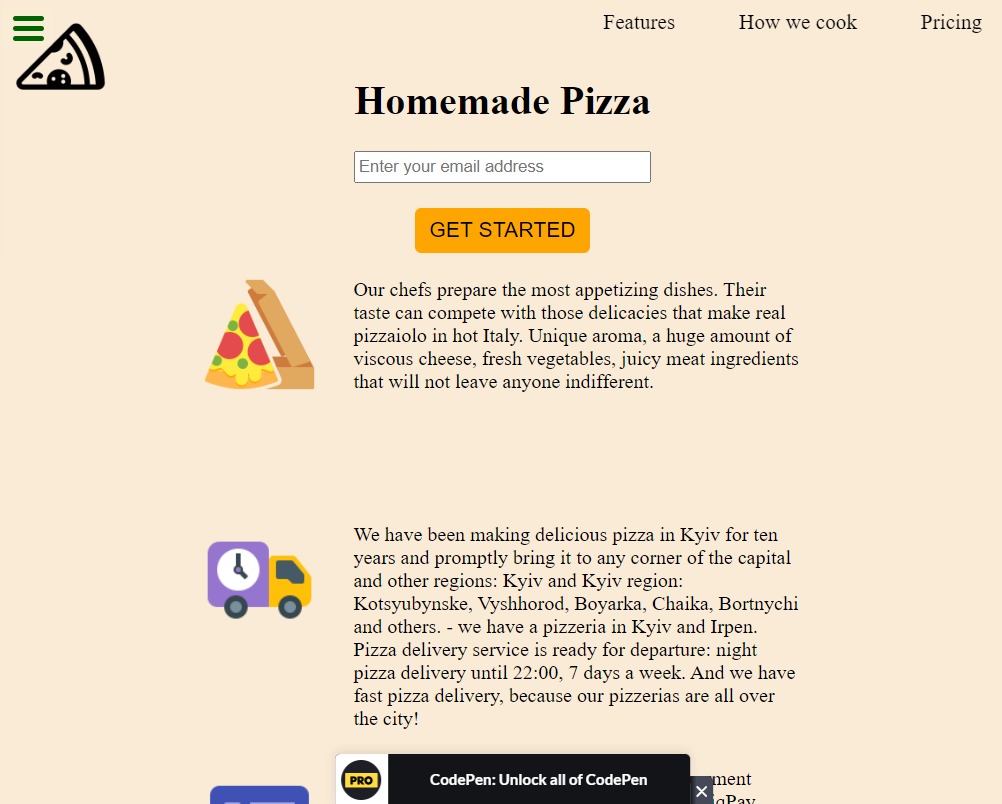 Features How we cook Pricing
Homemade Pizza
Enter your email address
GET STARTED
Our chefs prepare the most appetizing dishes. Their
taste can compete with those delicacies that make real
pizzaiolo in hot Italy. Unique aroma, a huge amount of
viscous cheese, fresh vegetables, juicy meat ingredients
that will not leave anyone indifferent.
We have been making delicious pizza in Kyiv for ten
years and promptly bring it to any corner of the capital
and other regions: Kyiv and Kyiv region:
Kotsyubynske, Vyshhorod, Boyarka, Chaika, Bortnychi
and others. - we have a pizzeria in Kyiv and Irpen.
Pizza delivery service is ready for departure: night
pizza delivery until 22:00, 7 days a week. And we have
fast pizza delivery, because our pizzerias are all over
the city!
PRO CodePen: Unlock all of CodePen